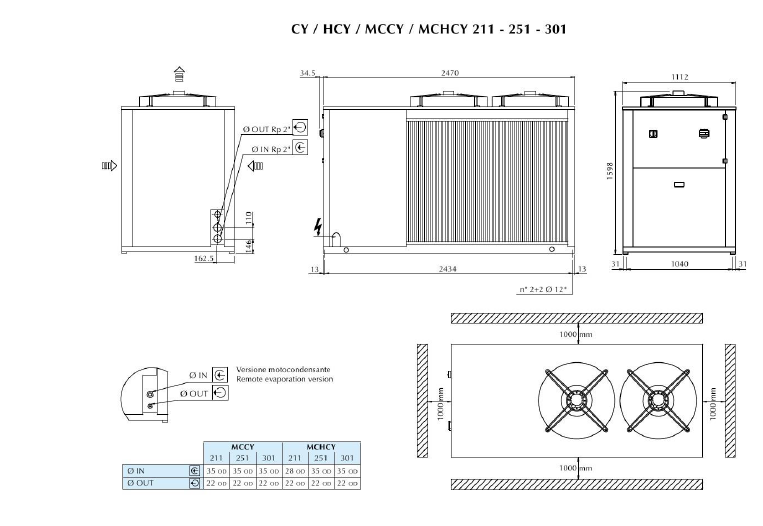 CY / HCY / MCCY / MCHCY 211 - 251 - 301
34.5
2470
1112
Ø OUT Rp 2"
Ø IN Rp 2"
1598
110
146
162.5
13
2434
13
31
1040
31
n° 2+2 Ø 12"
1000 mm
1000 mm
1000 mm
1000 mm
Ø IN
Versione motocondensante
Remote evaporation version
Ø OUT
MCCY MCHCY
211 251 301 211 251 301
Ø IN 35 OD 35 OD 35 OD 28 OD 35 OD 35 OD
Ø OUT 22 OD 22 OD 22 OD 22 OD 22 OD 22 OD